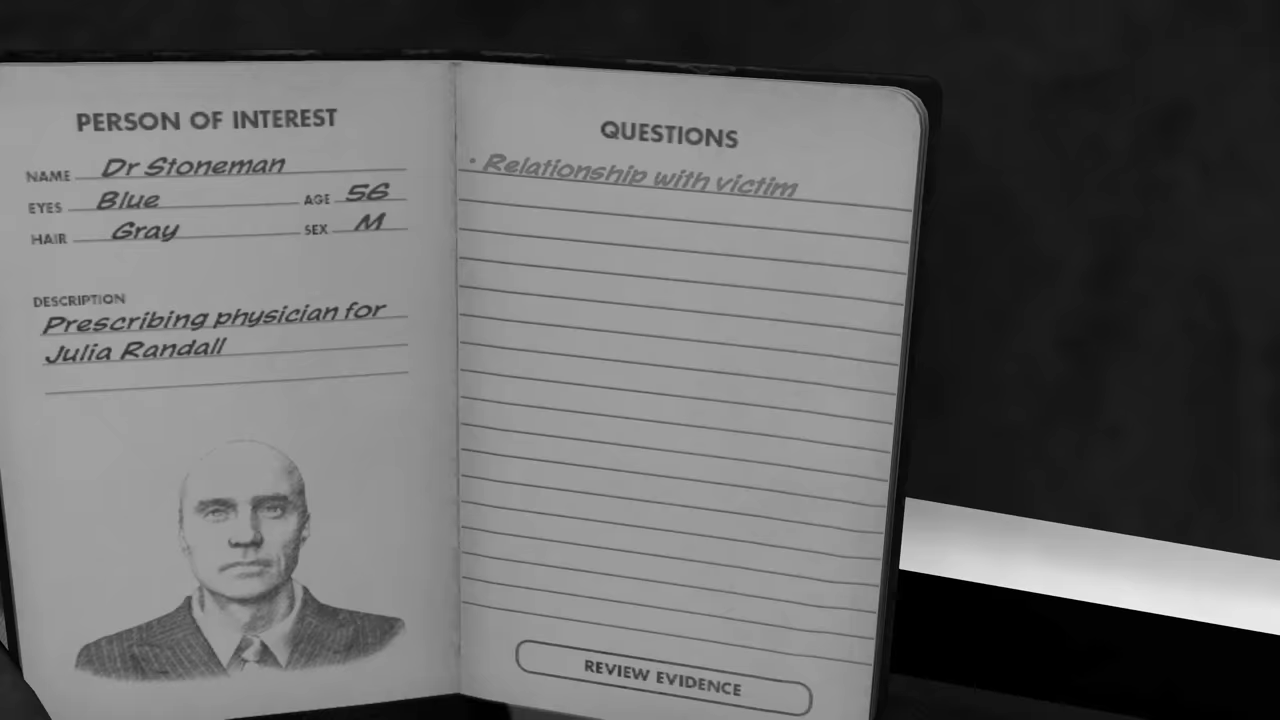 PERSON OF INTEREST
NAME Dr Stoneman
EYES Blue AGE 56
HAIR Gray SEX M
DESCRIPTION
Prescribing physician for
Julia Randall
QUESTIONS
• Relationship with victim
REVIEW EVIDENCE